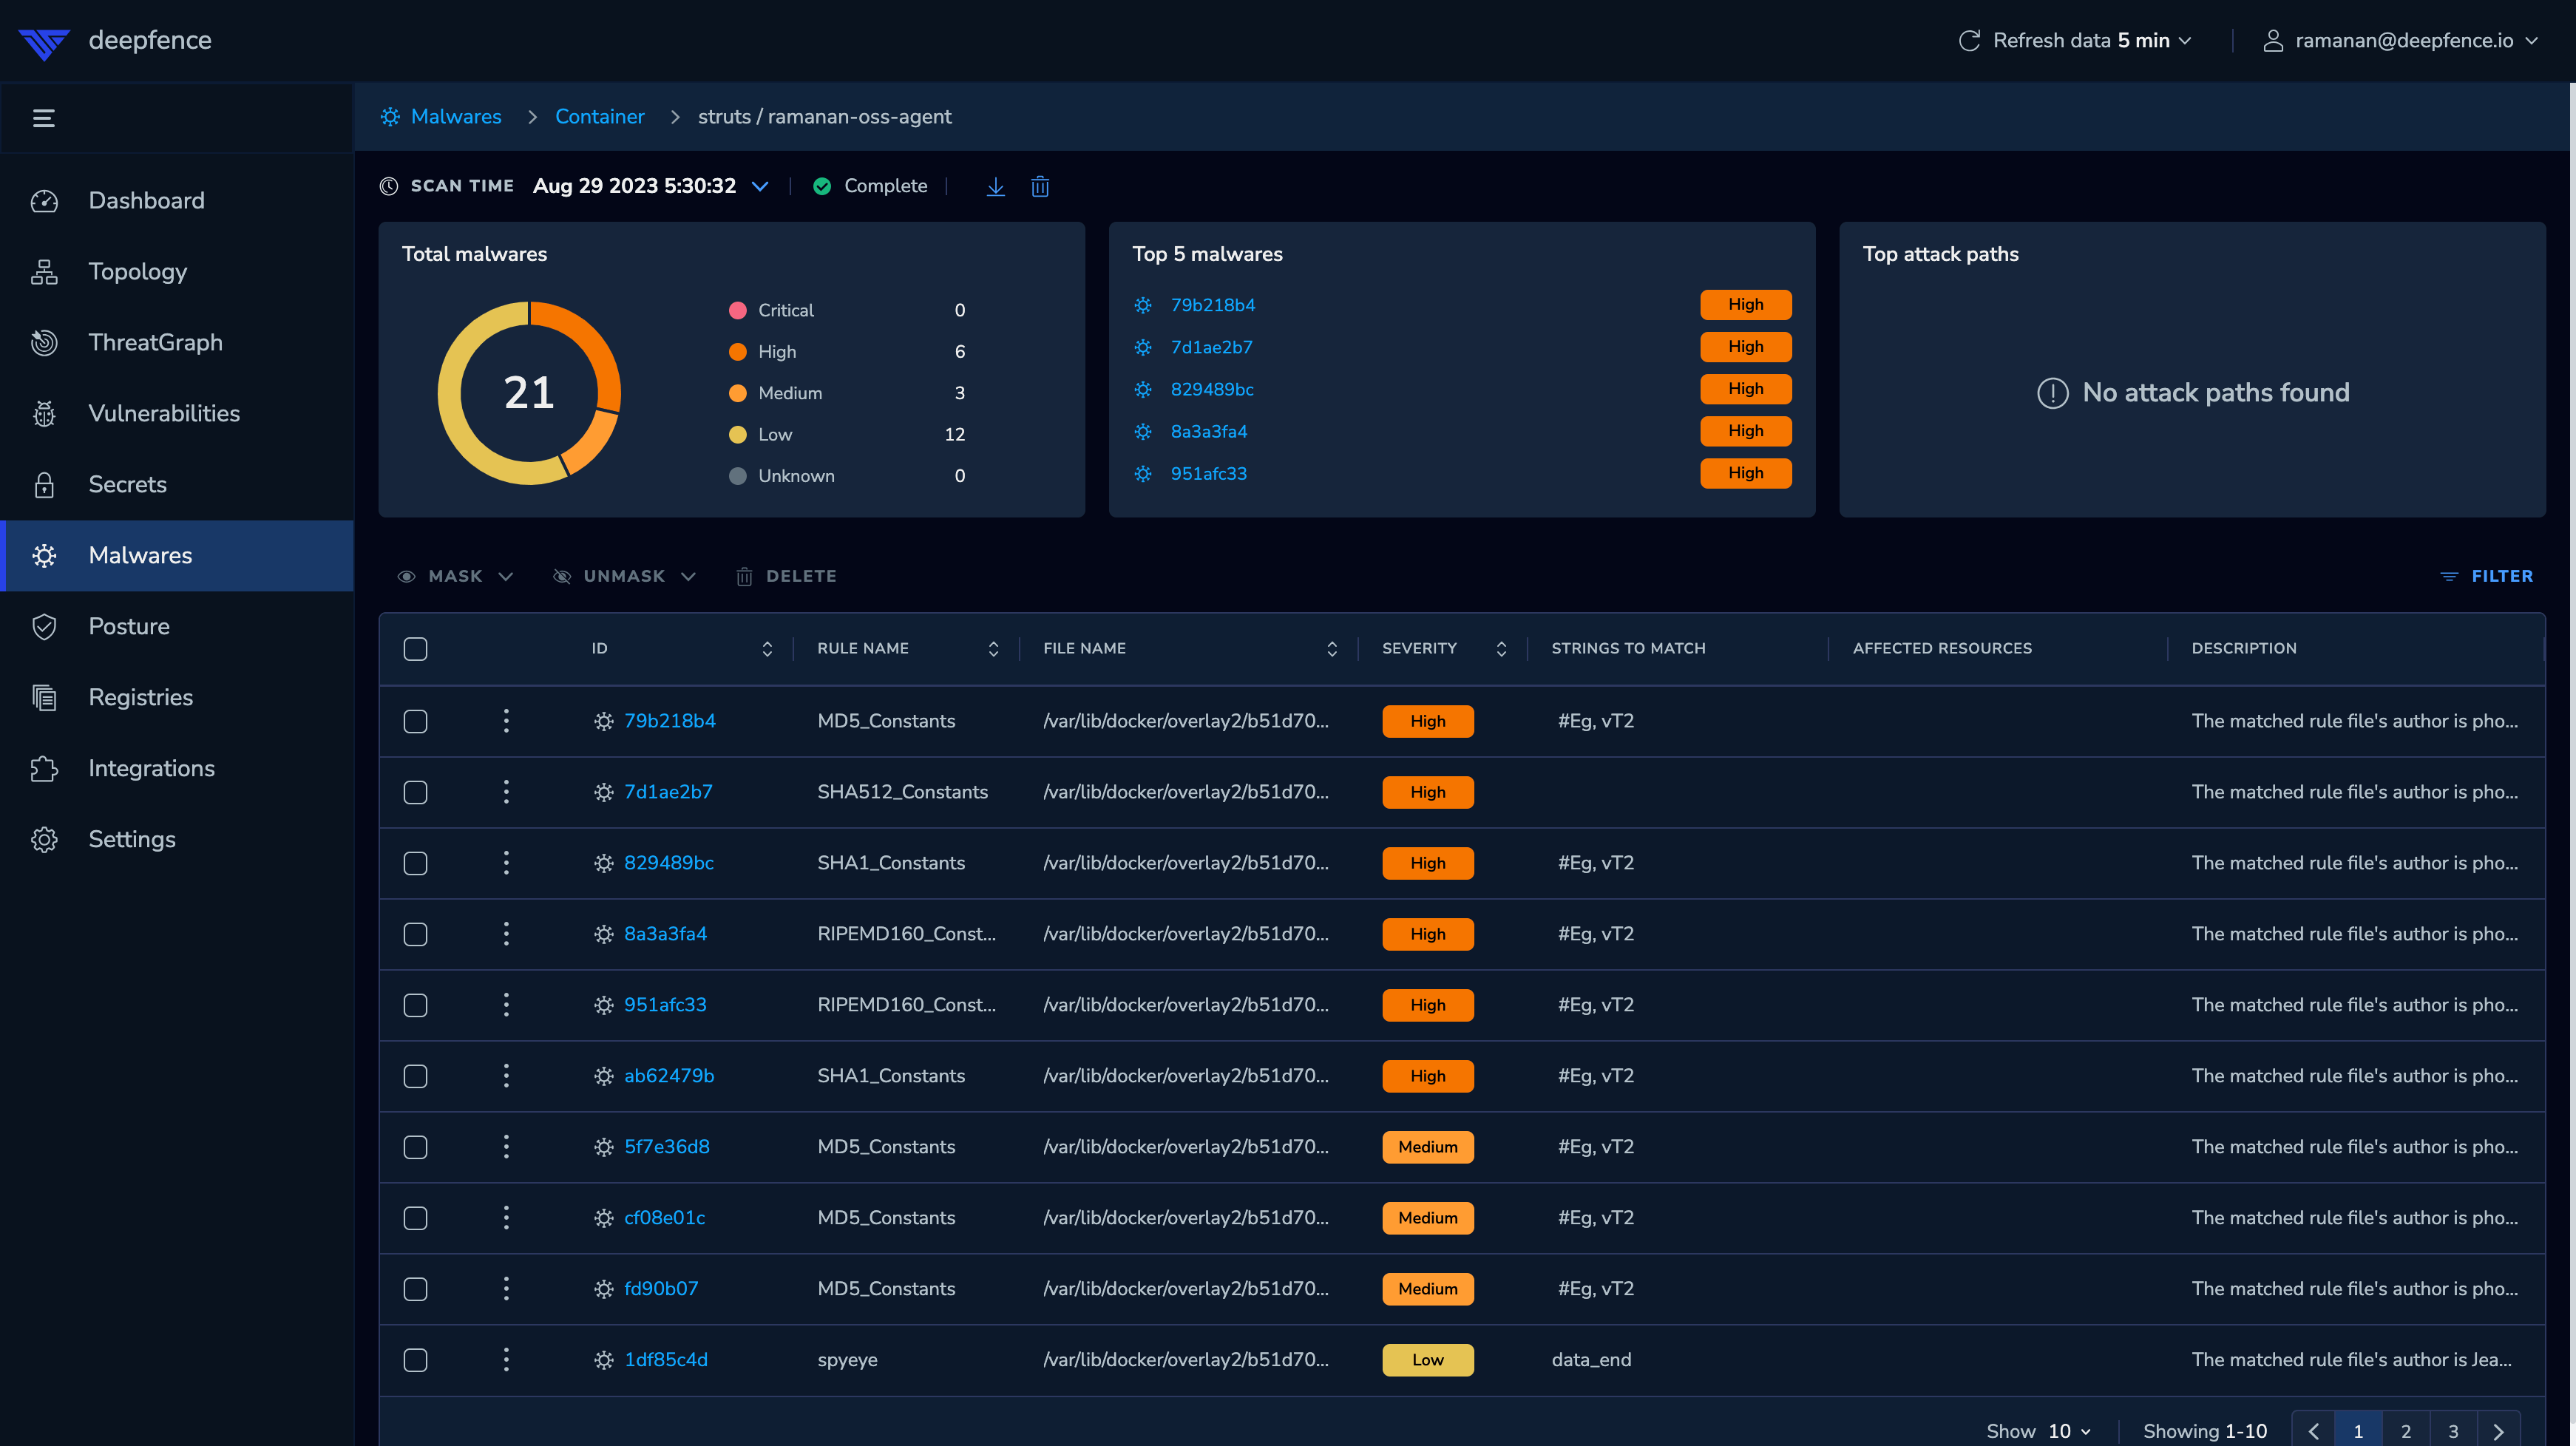 deepfence
Refresh data 5 min
ramanan@deepfence.io
Malwares
Container
struts / ramanan-oss-agent
SCAN TIME Aug 29 2023 5:30:32
Complete
Dashboard
Topology
ThreatGraph
Vulnerabilities
Secrets
Malwares
Posture
Registries
Integrations
Settings
Total malwares
21
Critical 0
High 6
Medium 3
Low 12
Unknown 0
Top 5 malwares
79b218b4 High
7d1ae2b7 High
829489bc High
8a3a3fa4 High
951afc33 High
Top attack paths
No attack paths found
MASK UNMASK DELETE FILTER
ID RULE NAME FILE NAME SEVERITY STRINGS TO MATCH AFFECTED RESOURCES DESCRIPTION
79b218b4 MD5_Constants /var/lib/docker/overlay2/b51d70... High #Eg, vT2 The matched rule file's author is pho...
7d1ae2b7 SHA512_Constants /var/lib/docker/overlay2/b51d70... High The matched rule file's author is pho...
829489bc SHA1_Constants /var/lib/docker/overlay2/b51d70... High #Eg, vT2 The matched rule file's author is pho...
8a3a3fa4 RIPEMD160_Const... /var/lib/docker/overlay2/b51d70... High #Eg, vT2 The matched rule file's author is pho...
951afc33 RIPEMD160_Const... /var/lib/docker/overlay2/b51d70... High #Eg, vT2 The matched rule file's author is pho...
ab62479b SHA1_Constants /var/lib/docker/overlay2/b51d70... High #Eg, vT2 The matched rule file's author is pho...
5f7e36d8 MD5_Constants /var/lib/docker/overlay2/b51d70... Medium #Eg, vT2 The matched rule file's author is pho...
cf08e01c MD5_Constants /var/lib/docker/overlay2/b51d70... Medium #Eg, vT2 The matched rule file's author is pho...
fd90b07 MD5_Constants /var/lib/docker/overlay2/b51d70... Medium #Eg, vT2 The matched rule file's author is pho...
1df85c4d spyeye /var/lib/docker/overlay2/b51d70... Low data_end The matched rule file's author is Jea...
Show 10 Showing 1-10 1 2 3